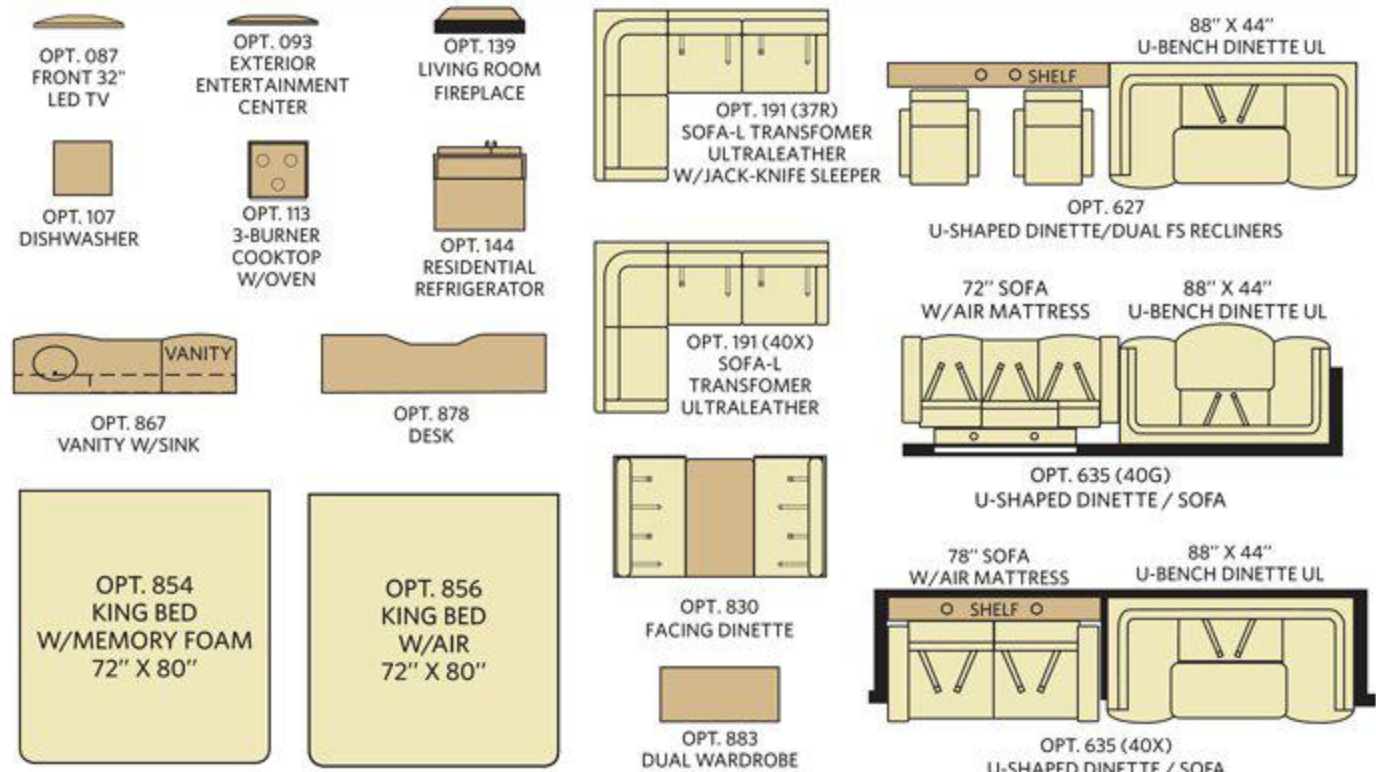 OPT. 087
FRONT 32"
LED TV
OPT. 093
EXTERIOR
ENTERTAINMENT
CENTER
OPT. 139
LIVING ROOM
FIREPLACE
OPT. 107
DISHWASHER
OPT. 113
3-BURNER
COOKTOP
W/OVEN
OPT. 144
RESIDENTIAL
REFRIGERATOR
VANITY
OPT. 867
VANITY W/SINK
OPT. 878
DESK
OPT. 854
KING BED
W/MEMORY FOAM
72" X 80"
OPT. 856
KING BED
W/AIR
72" X 80"
OPT. 191 (37R)
SOFA-L TRANSFOMER
ULTRALEATHER
W/JACK-KNIFE SLEEPER
OPT. 191 (40X)
SOFA-L
TRANSFOMER
ULTRALEATHER
OPT. 830
FACING DINETTE
OPT. 883
DUAL WARDROBE
88" X 44"
U-BENCH DINETTE UL
SHELF
OPT. 627
U-SHAPED DINETTE/DUAL FS RECLINERS
72" SOFA
W/AIR MATTRESS
88" X 44"
U-BENCH DINETTE UL
OPT. 635 (40G)
U-SHAPED DINETTE / SOFA
78" SOFA
W/AIR MATTRESS
88" X 44"
U-BENCH DINETTE UL
SHELF
OPT. 635 (40X)
U-SHAPED DINETTE / SOFA